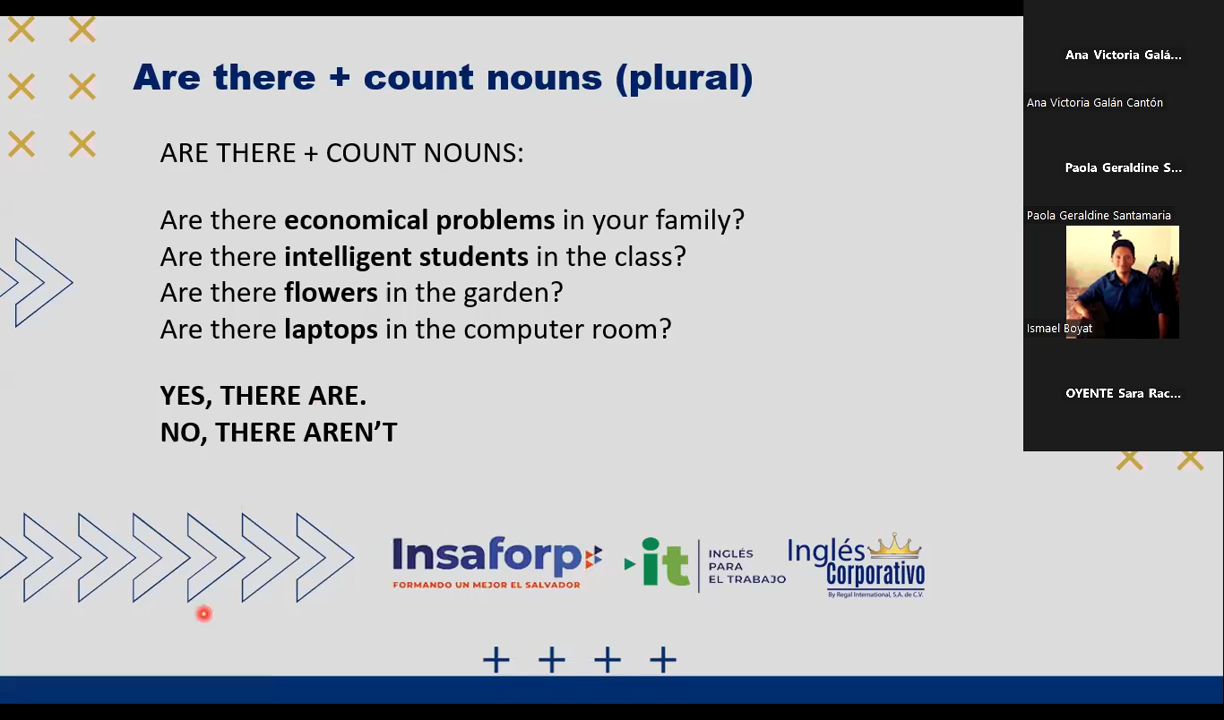 Are there + count nouns (plural)
ARE THERE + COUNT NOUNS:
Are there economical problems in your family?
Are there intelligent students in the class?
Are there flowers in the garden?
Are there laptops in the computer room?
YES, THERE ARE.
NO, THERE AREN’T
Insaforp
FORMANDO UN MEJOR EL SALVADOR
it
INGLÉS
PARA
EL TRABAJO
Inglés
Corporativo
By Regal International, S.A. de C.V.
Ana Victoria Galá...
Ana Victoria Galán Cantón
Paola Geraldine S...
Paola Geraldine Santamaria
Ismael Boyat
OYENTE Sara Rac...